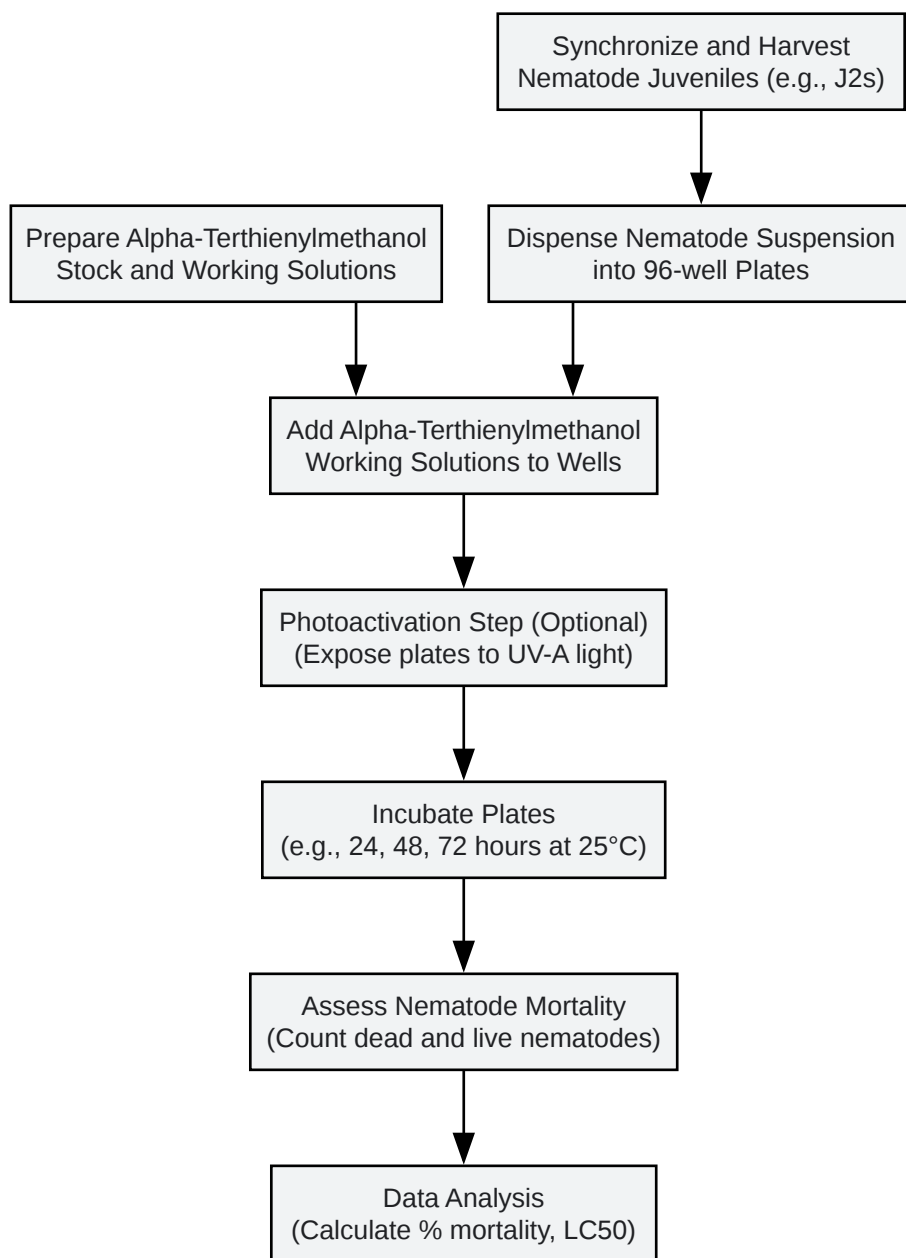 Synchronize and Harvest
Nematode Juveniles (e.g., J2s)
Prepare Alpha-Terthienylmethanol
Stock and Working Solutions
Dispense Nematode Suspension
into 96-well Plates
Add Alpha-Terthienylmethanol
Working Solutions to Wells
Photoactivation Step (Optional)
(Expose plates to UV-A light)
Incubate Plates
(e.g., 24, 48, 72 hours at 25°C)
Assess Nematode Mortality
(Count dead and live nematodes)
Data Analysis
(Calculate % mortality, LC50)